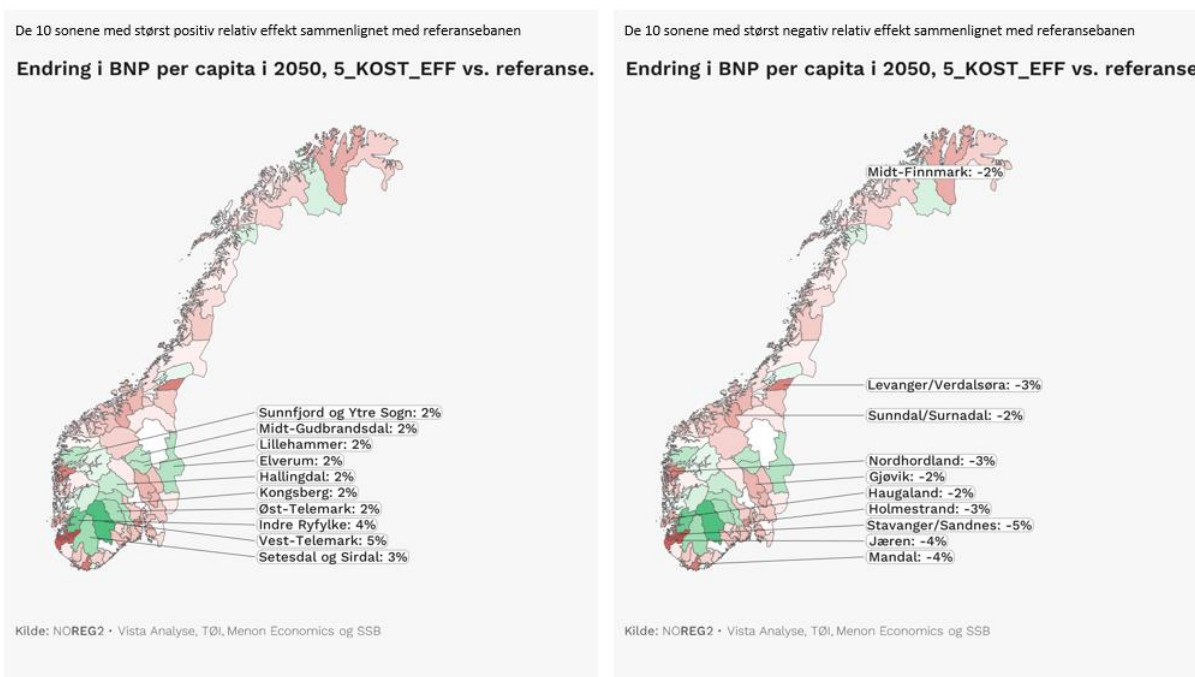 De 10 sonene med størst positiv relativ effekt sammenlignet med referansebanen
Endring i BNP per capita i 2050, 5_KOST_EFF vs. referanse.
Sunnfjord og Ytre Sogn: 2%
Midt-Gudbrandsdal: 2%
Lillehammer: 2%
Elverum: 2%
Hallingdal: 2%
Kongsberg: 2%
Øst-Telemark: 2%
Indre Ryfylke: 4%
Vest-Telemark: 5%
Setesdal og Sirdal: 3%
Kilde: NOREG2 • Vista Analyse, TØI, Menon Economics og SSB
De 10 sonene med størst negativ relativ effekt sammenlignet med referansebanen
Endring i BNP per capita i 2050, 5_KOST_EFF vs. referanse
Midt-Finnmark: -2%
Levanger/Verdalsøra: -3%
Sunndal/Surnadal: -2%
Nordhordland: -3%
Gjøvik: -2%
Haugaland: -2%
Holmestrand: -3%
Stavanger/Sandnes: -5%
Jæren: -4%
Mandal: -4%
Kilde: NOREG2 • Vista Analyse, TØI, Menon Economics og SSB